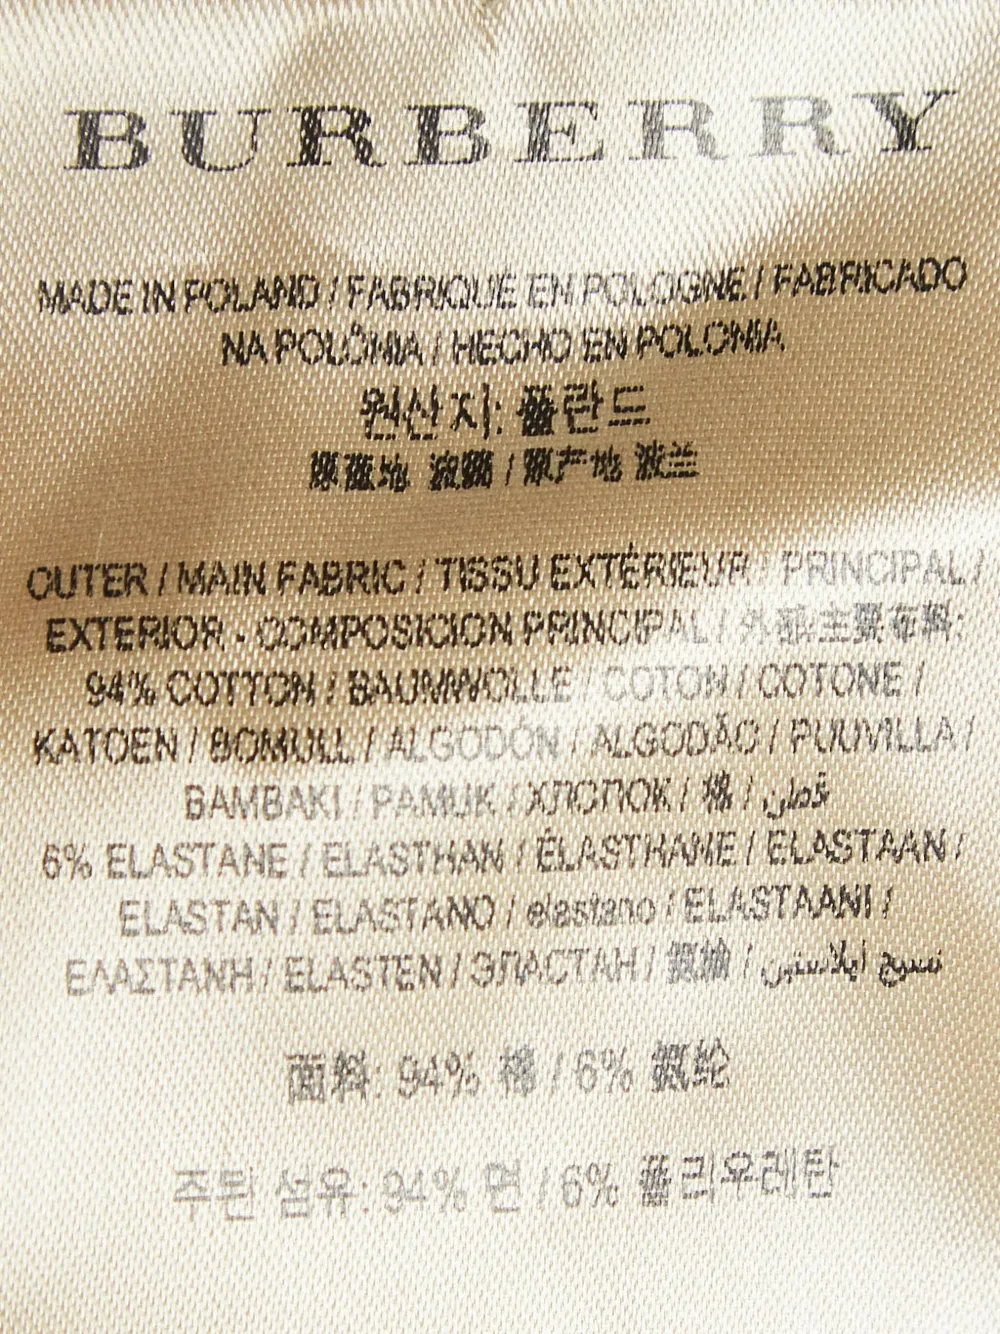 BURBERRY
MADE IN POLAND / FABRIQUE EN POLOGNE / FABRICADO
NA POLÔNIA / HECHO EN POLONIA
원산지: 폴란드
原產地 波蘭 / 原产地 波兰
OUTER / MAIN FABRIC / TISSU EXTÉRIEUR / PRINCIPAL /
EXTERIOR - COMPOSICION PRINCIPAL / 外部/主要布料:
94% COTTON / BAUMWOLLE / COTON / COTONE /
KATOEN / BOMULL / ALGODÓN / ALGODÃO / PUUVILLA /
BAMBAKI / PAMUK / ХЛОПОК / 棉 / قطن
6% ELASTANE / ELASTHAN / ÉLASTHANE / ELASTAAN /
ELASTAN / ELASTANO / elastano / ELASTAANI /
ΕΛΑΣΤΑΝΗ / ELASTEN / ЭЛАСТАН / 氨綸 / نسيج إيلاستين
面料: 94% 棉 / 6% 氨纶
주된 섬유: 94% 면 / 6% 폴리우레탄